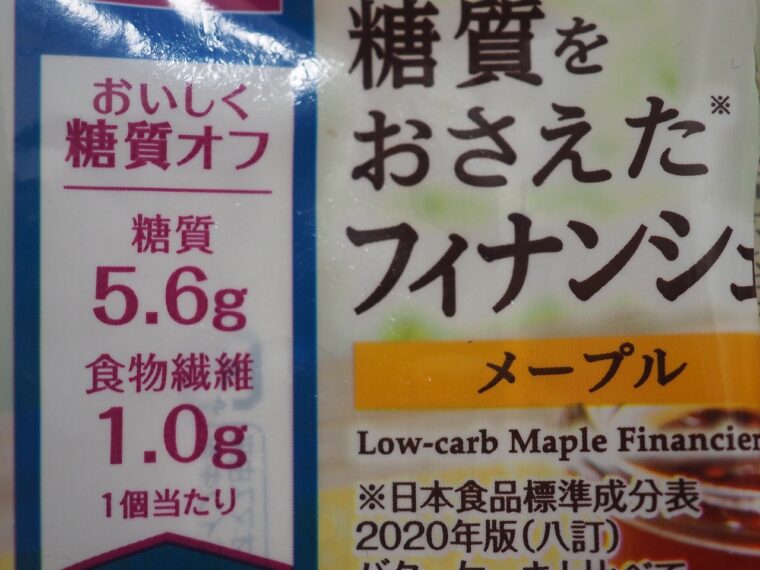 おいしく
糖質オフ
糖質
5.6g
食物繊維
1.0g
1個当たり
糖質を
おさえた※
フィナンシェ
メープル
Low-carb Maple Financier
※日本食品標準成分表
2020年版(八訂)